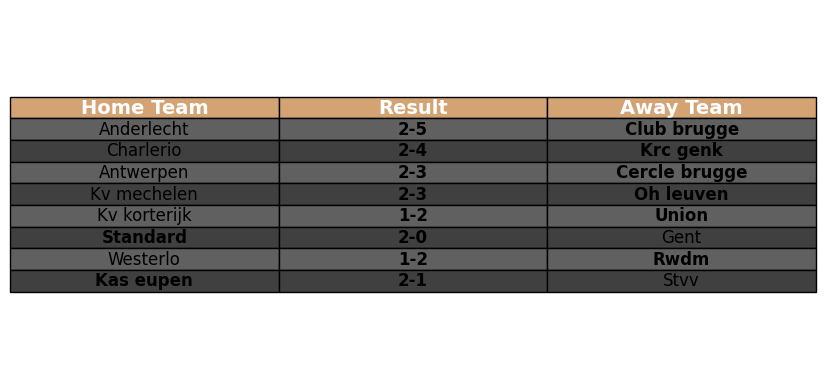 Home Team Result Away Team
Anderlecht 2-5 Club brugge
Charlerio 2-4 Krc genk
Antwerpen 2-3 Cercle brugge
Kv mechelen 2-3 Oh leuven
Kv korterijk 1-2 Union
Standard 2-0 Gent
Westerlo 1-2 Rwdm
Kas eupen 2-1 Stvv